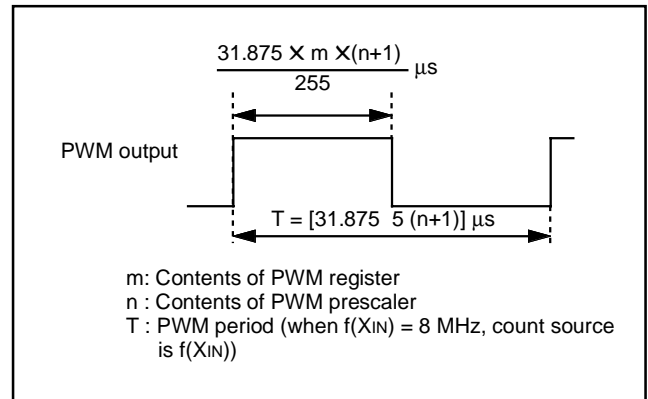 31.875 × m ×(n+1)
255
μs
PWM output
T = [31.875 5 (n+1)] μs
m: Contents of PWM register
n : Contents of PWM prescaler
T : PWM period (when f(XIN) = 8 MHz, count source
is f(XIN))